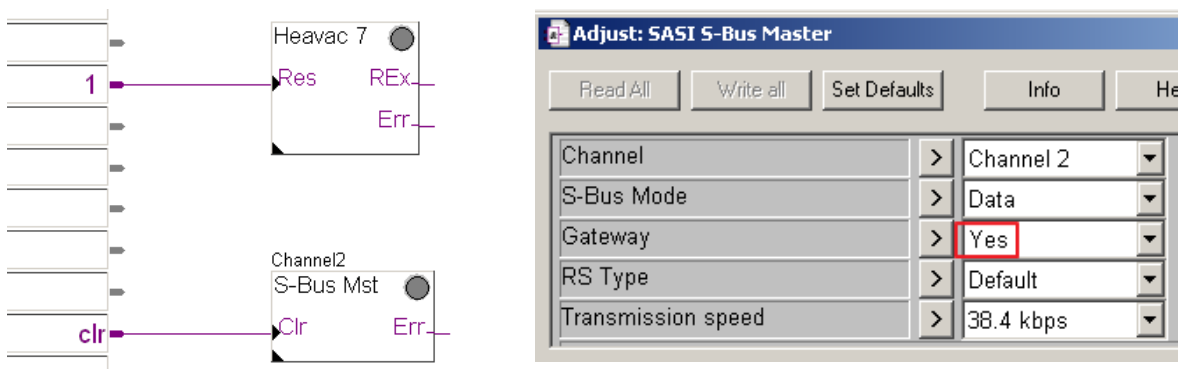 Heavac 7
1
Res REx
Err
Channel2
S-Bus Mst
clr
Clr Err
Adjust: SASI S-Bus Master
Read All Write all Set Defaults Info He
Channel > Channel 2
S-Bus Mode > Data
Gateway > Yes
RS Type > Default
Transmission speed > 38.4 kbps